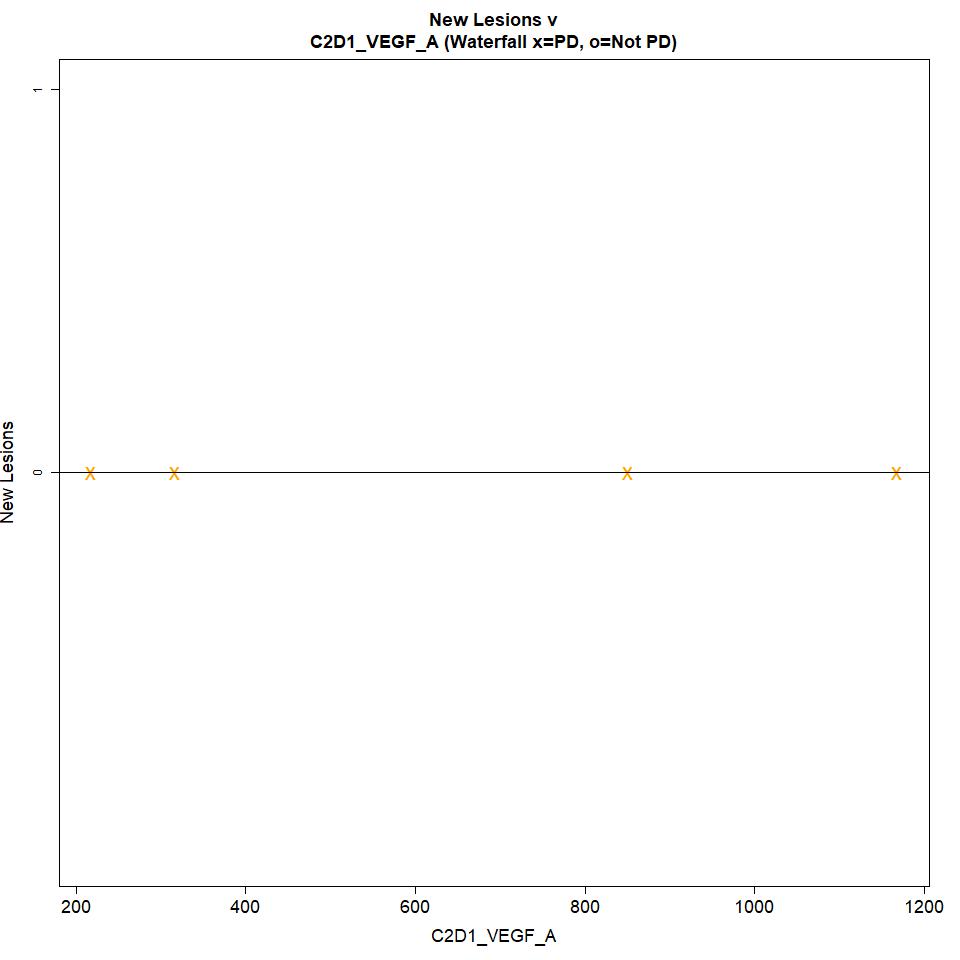 New Lesions v
C2D1_VEGF_A (Waterfall x=PD, o=Not PD)
1
New Lesions
0
x x x x
200 400 600 800 1000 1200
C2D1_VEGF_A